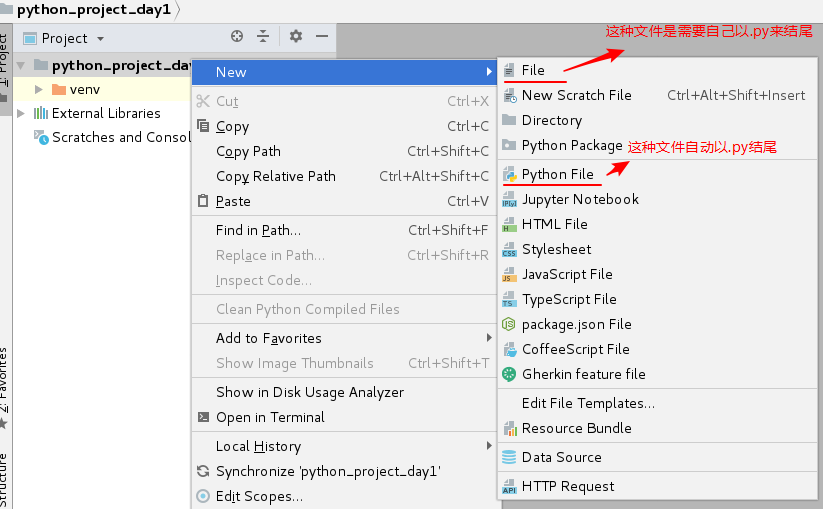 python_project_day1
这种文件是需要自己以.py来结尾
1: Project
Project
python_project_day
venv
External Libraries
Scratches and Consol
New
Cut Ctrl+X
Copy Ctrl+C
Copy Path Ctrl+Shift+C
Copy Relative Path Ctrl+Alt+Shift+C
Paste Ctrl+V
Find in Path... Ctrl+Shift+F
Replace in Path... Ctrl+Shift+R
Inspect Code...
Clean Python Compiled Files
Add to Favorites
Show Image Thumbnails Ctrl+Shift+T
Show in Disk Usage Analyzer
Open in Terminal
Local History
Synchronize 'python_project_day1'
Edit Scopes...
File
New Scratch File Ctrl+Alt+Shift+Insert
Directory
Python Package
这种文件自动以.py结尾
Python File
Jupyter Notebook
HTML File
Stylesheet
JavaScript File
TypeScript File
package.json File
CoffeeScript File
Gherkin feature file
Edit File Templates...
Resource Bundle
Data Source
HTTP Request
2: Favorites
Structure